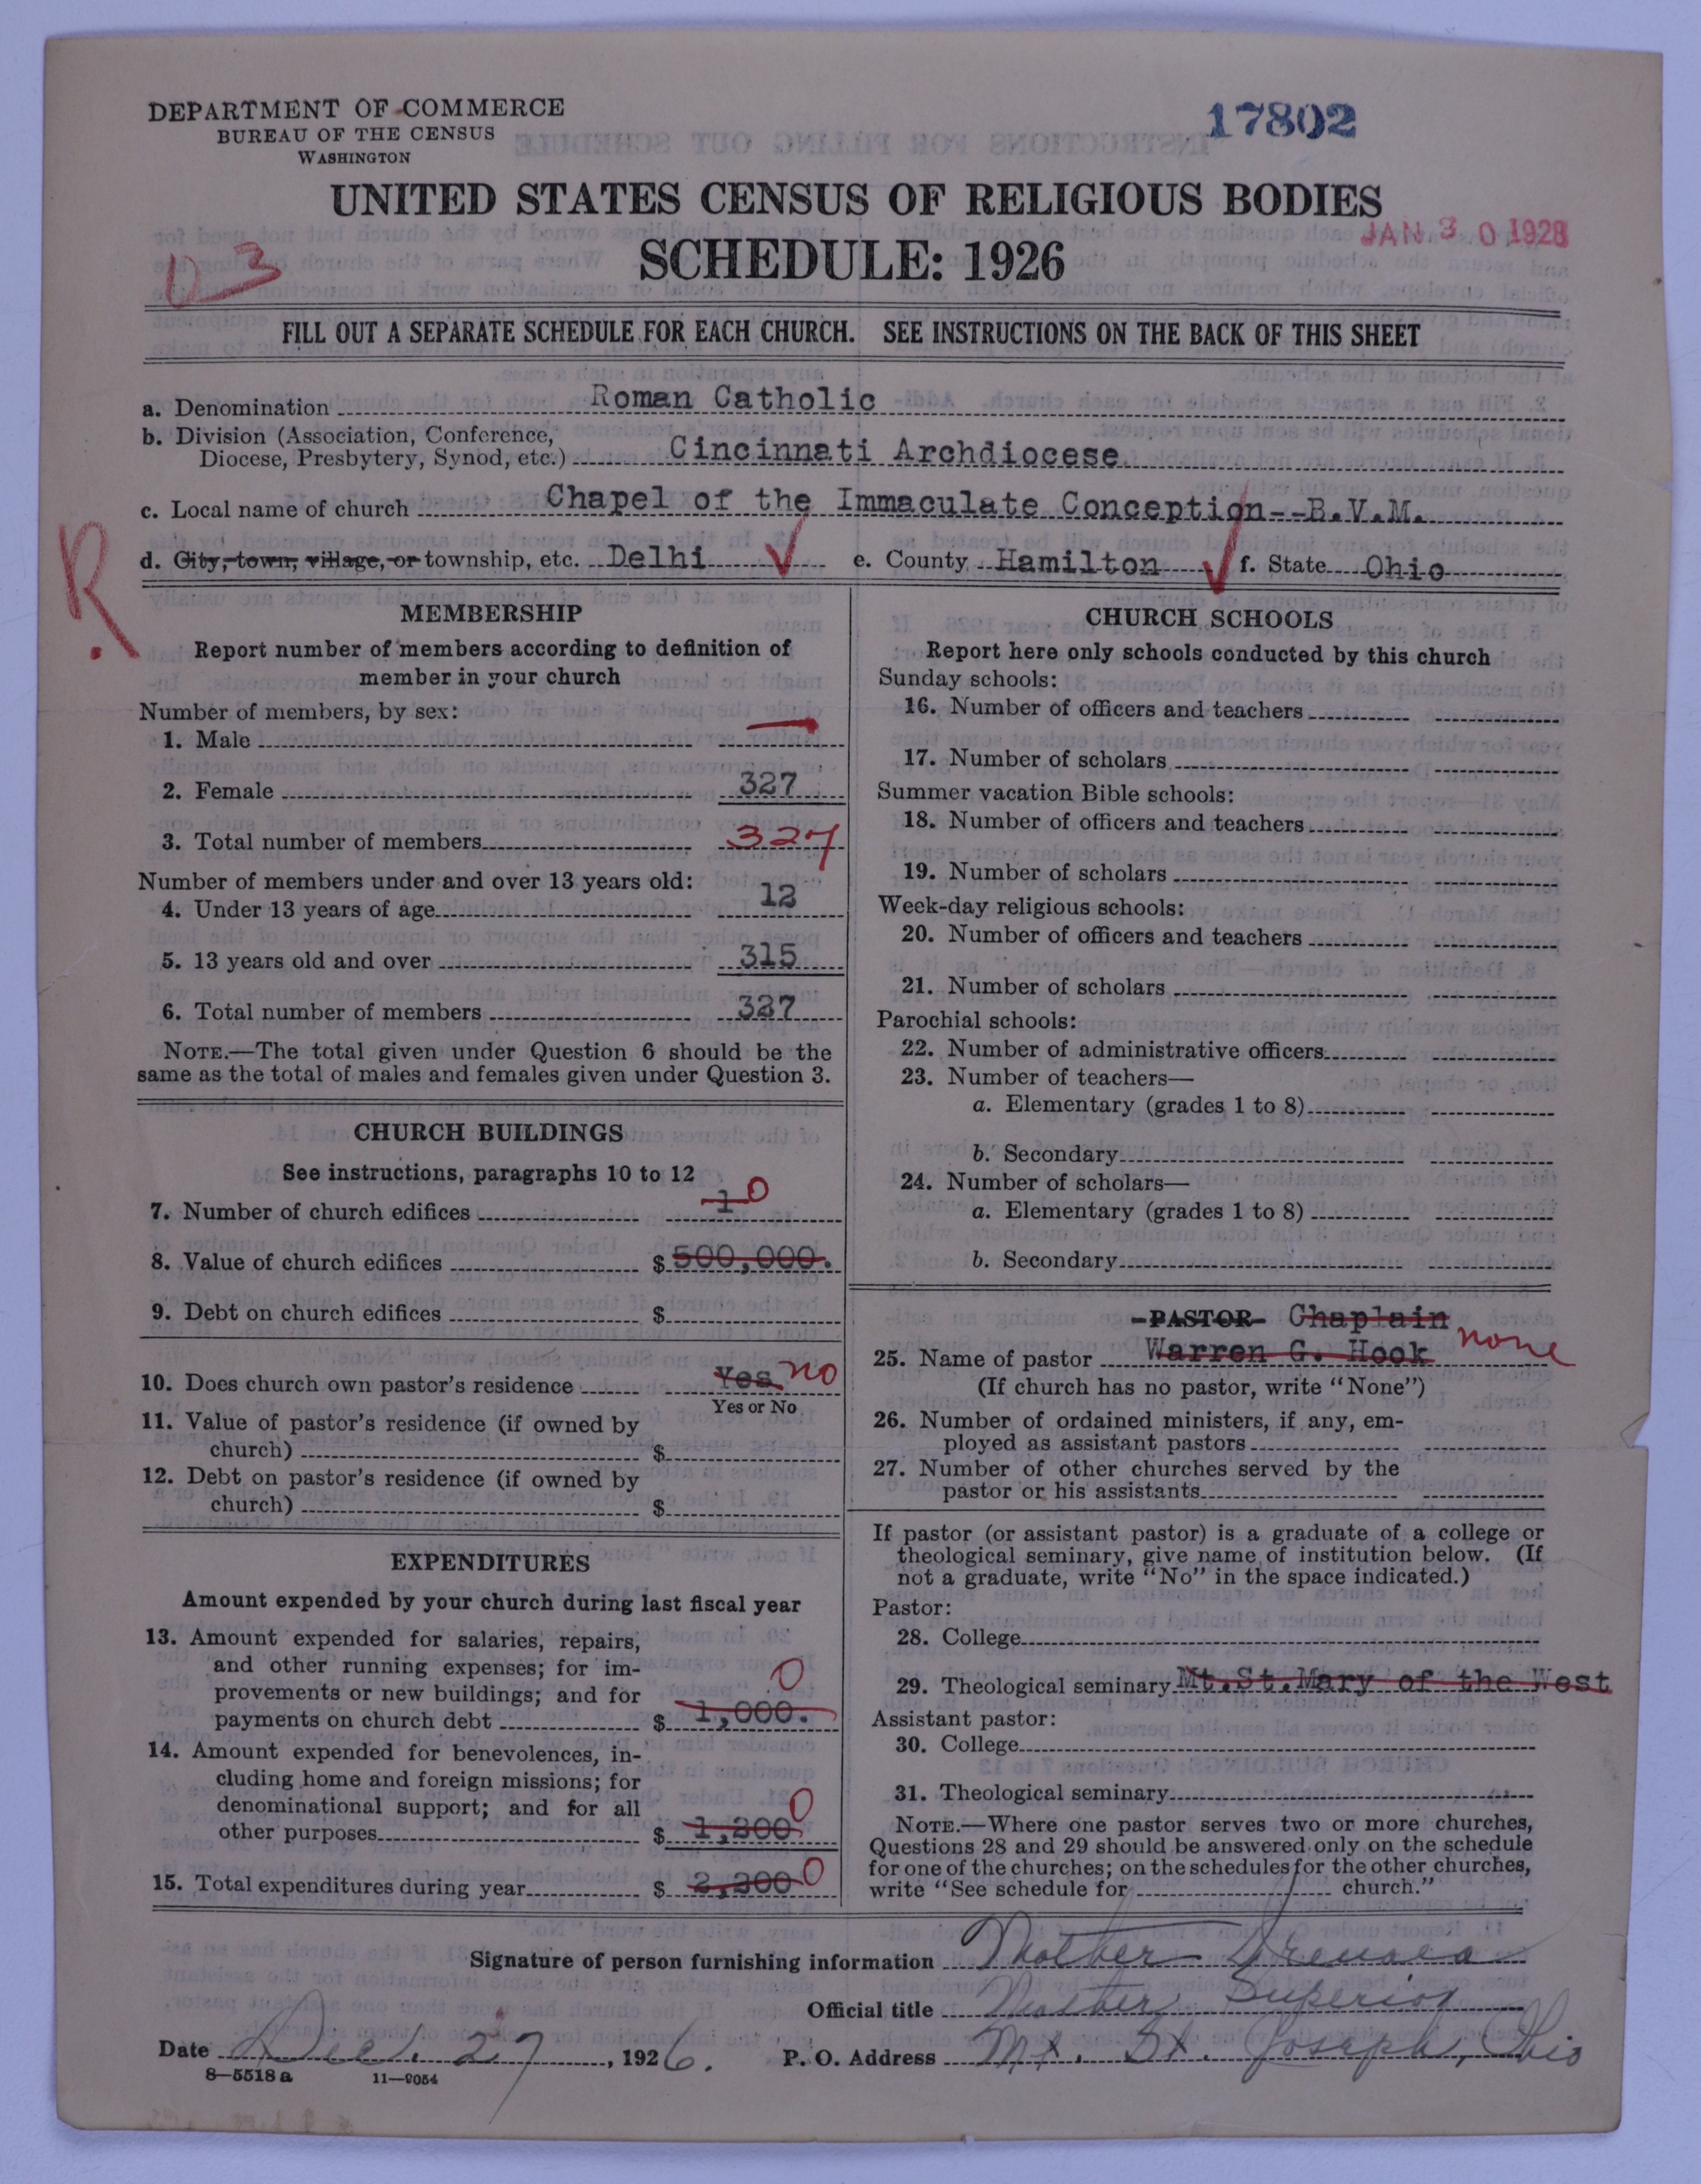 DEPARTMENT OF COMMERCE
BUREAU OF THE CENSUS
WASHINGTON
17802
UNITED STATES CENSUS OF RELIGIOUS BODIES
JAN 30 1928
SCHEDULE: 1926
03
FILL OUT A SEPARATE SCHEDULE FOR EACH CHURCH. SEE INSTRUCTIONS ON THE BACK OF THIS SHEET
a. Denomination Roman Catholic
b. Division (Association, Conference, Diocese, Presbytery, Synod, etc.) Cincinnati Archdiocese
c. Local name of church Chapel of the Immaculate Conception--B.V.M.
R.
d. City, town, village, or township, etc. Delhi e. County Hamilton f. State Ohio
MEMBERSHIP
Report number of members according to definition of
member in your church
Number of members, by sex:
1. Male —
2. Female 327
3. Total number of members 327
Number of members under and over 13 years old:
4. Under 13 years of age 12
5. 13 years old and over 315
6. Total number of members 327
NOTE.—The total given under Question 6 should be the
same as the total of males and females given under Question 3.
CHURCH BUILDINGS
See instructions, paragraphs 10 to 12
7. Number of church edifices 1 0
8. Value of church edifices $ 500,000.
9. Debt on church edifices $
10. Does church own pastor's residence Yes no
Yes or No
11. Value of pastor's residence (if owned by
church) $
12. Debt on pastor's residence (if owned by
church) $
EXPENDITURES
Amount expended by your church during last fiscal year
13. Amount expended for salaries, repairs,
and other running expenses; for im-
provements or new buildings; and for 0
payments on church debt $ 1,000.
14. Amount expended for benevolences, in-
cluding home and foreign missions; for
denominational support; and for all 0
other purposes $ 1,200
15. Total expenditures during year $ 2,200 0
CHURCH SCHOOLS
Report here only schools conducted by this church
Sunday schools:
16. Number of officers and teachers
17. Number of scholars
Summer vacation Bible schools:
18. Number of officers and teachers
19. Number of scholars
Week-day religious schools:
20. Number of officers and teachers
21. Number of scholars
Parochial schools:
22. Number of administrative officers
23. Number of teachers—
a. Elementary (grades 1 to 8)
b. Secondary
24. Number of scholars—
a. Elementary (grades 1 to 8)
b. Secondary
PASTOR Chaplain
25. Name of pastor Warren G. Hook none
(If church has no pastor, write "None")
26. Number of ordained ministers, if any, em-
ployed as assistant pastors
27. Number of other churches served by the
pastor or his assistants
If pastor (or assistant pastor) is a graduate of a college or
theological seminary, give name of institution below. (If
not a graduate, write "No" in the space indicated.)
Pastor:
28. College
29. Theological seminary Mt. St. Mary of the West
Assistant pastor:
30. College
31. Theological seminary
NOTE.—Where one pastor serves two or more churches,
Questions 28 and 29 should be answered only on the schedule
for one of the churches; on the schedules for the other churches,
write "See schedule for church."
Signature of person furnishing information Mother Irenaea
Official title Mother Superior
Date Dec. 27, 1926. P. O. Address Mt. St. Joseph, Ohio
8—5518 a 11—9054